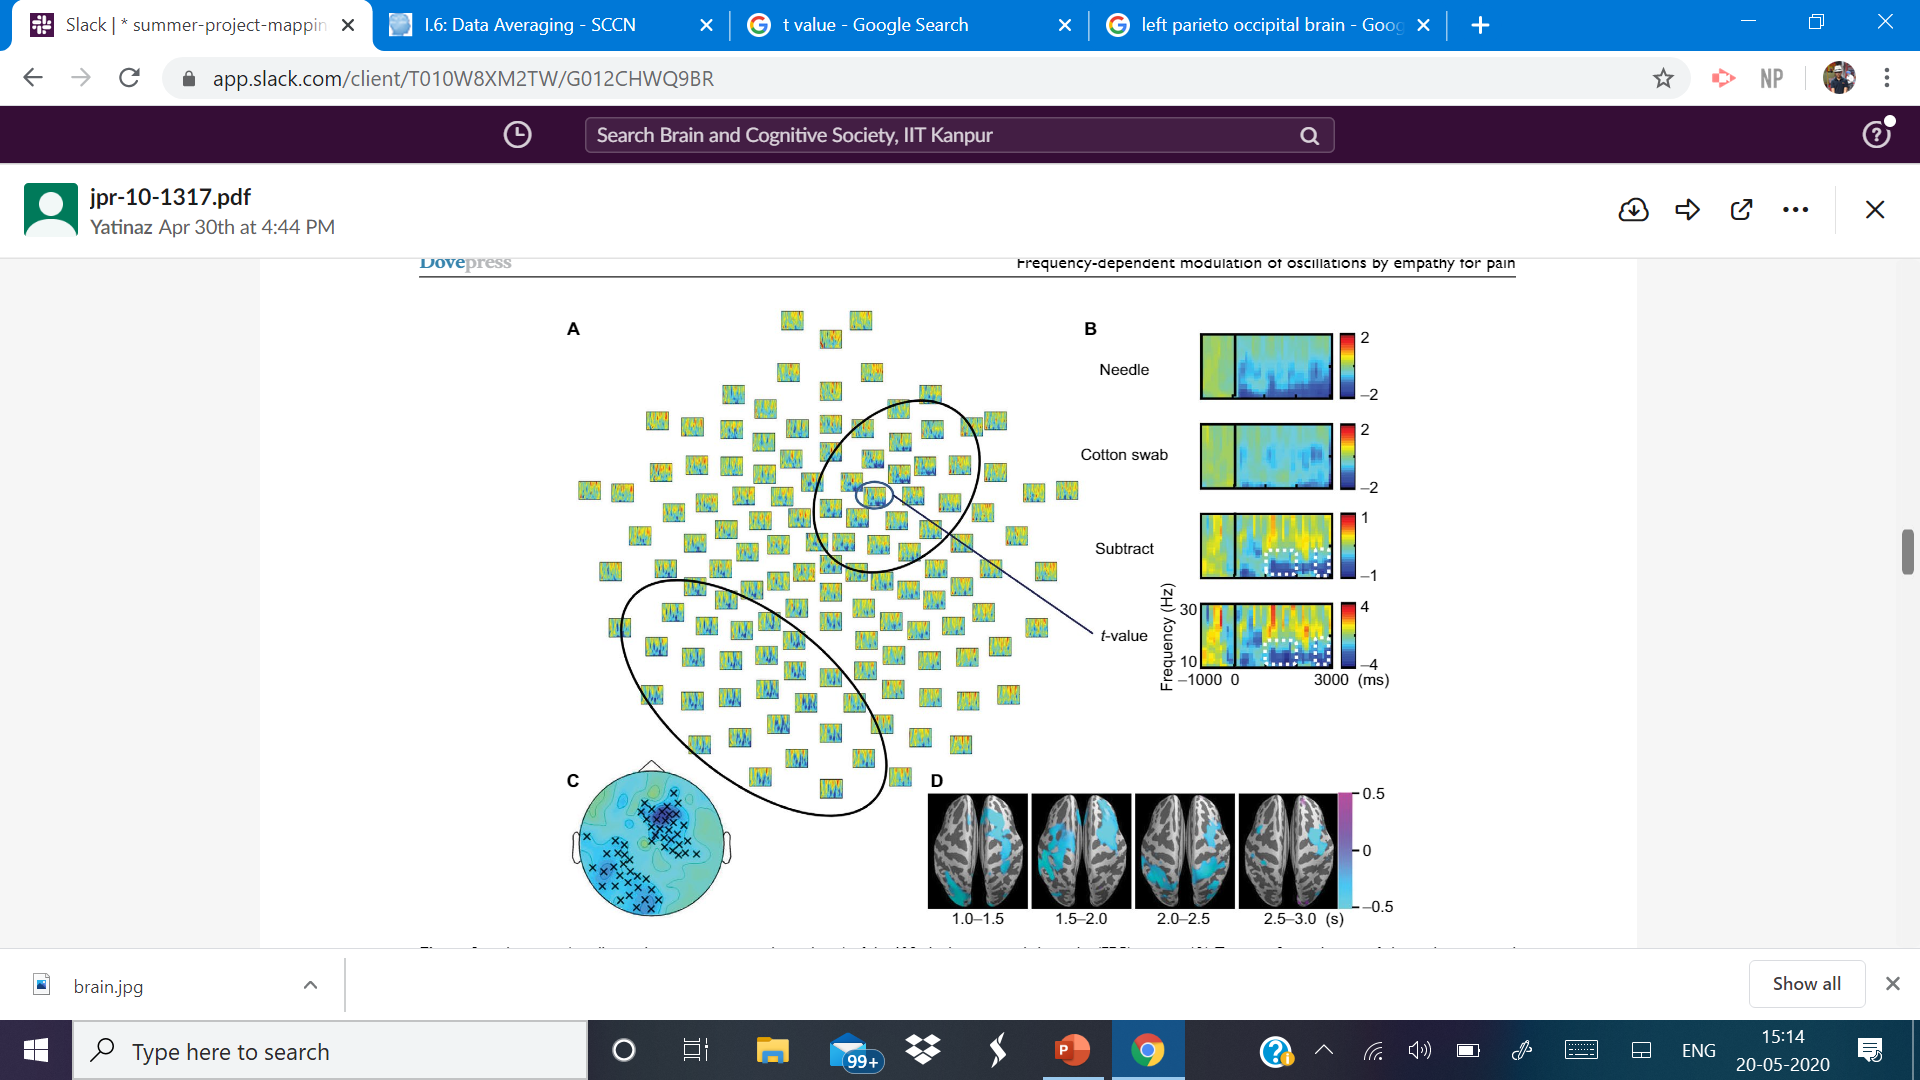 Slack | * summer-project-mappin
I.6: Data Averaging - SCCN
t value - Google Search
left parieto occipital brain - Goog
app.slack.com/client/T010W8XM2TW/G012CHWQ9BR
NP
Search Brain and Cognitive Society, IIT Kanpur
jpr-10-1317.pdf
Yatinaz Apr 30th at 4:44 PM
Dovepress
Frequency-dependent modulation of oscillations by empathy for pain
A
B
Needle
2
−2
Cotton swab
2
−2
Subtract
1
−1
t-value
Frequency (Hz)
30
10
4
−4
−1000 0 3000 (ms)
C
D
0.5
0
−0.5
1.0–1.5 1.5–2.0 2.0–2.5 2.5–3.0 (s)
brain.jpg
Show all
Type here to search
99+
P
ENG
15:14
20-05-2020